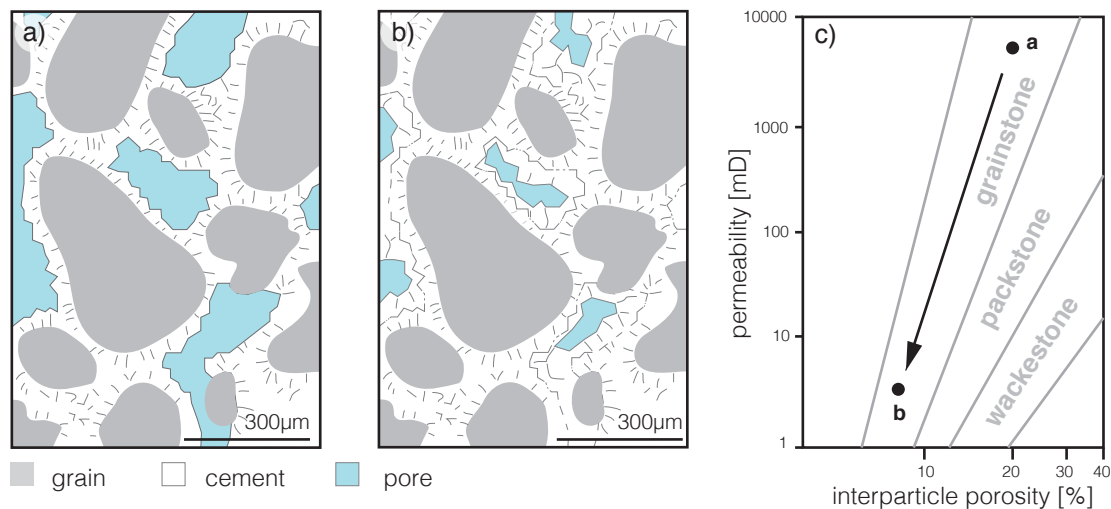 a)
300µm
b)
300µm
grain
cement
pore
c)
permeability [mD]
10000
1000
100
10
1
a
b
grainstone
packstone
wackestone
10
20
30
40
interparticle porosity [%]